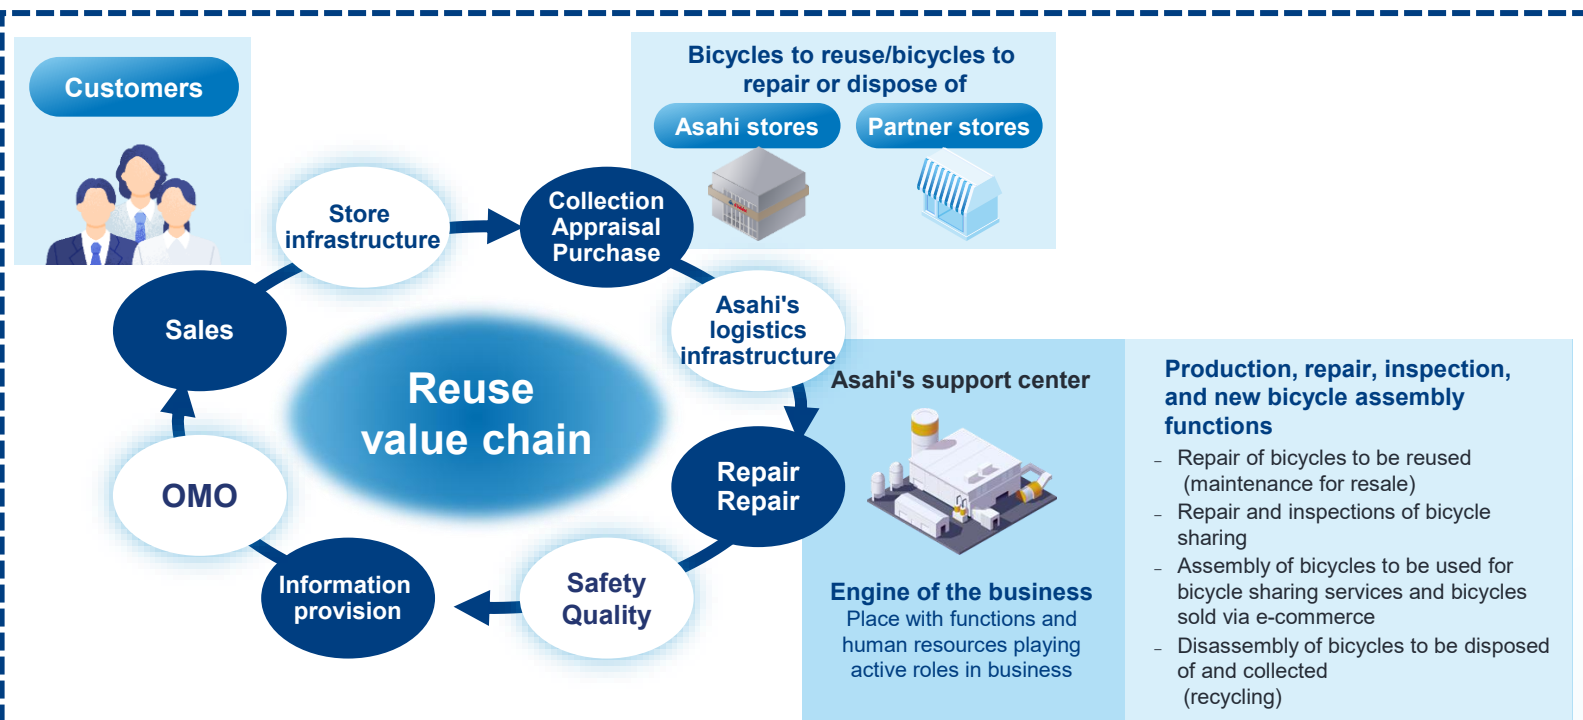 Customers
Bicycles to reuse/bicycles to
repair or dispose of
Asahi stores
Partner stores
Store
infrastructure
Collection
Appraisal
Purchase
Asahi's
logistics
infrastructure
Sales
Reuse
value chain
OMO
Repair
Repair
Information
provision
Safety
Quality
Asahi's support center
Engine of the business
Place with functions and
human resources playing
active roles in business
Production, repair, inspection,
and new bicycle assembly
functions
– Repair of bicycles to be reused
(maintenance for resale)
– Repair and inspections of bicycle
sharing
– Assembly of bicycles to be used for
bicycle sharing services and bicycles
sold via e-commerce
– Disassembly of bicycles to be disposed
of and collected
(recycling)